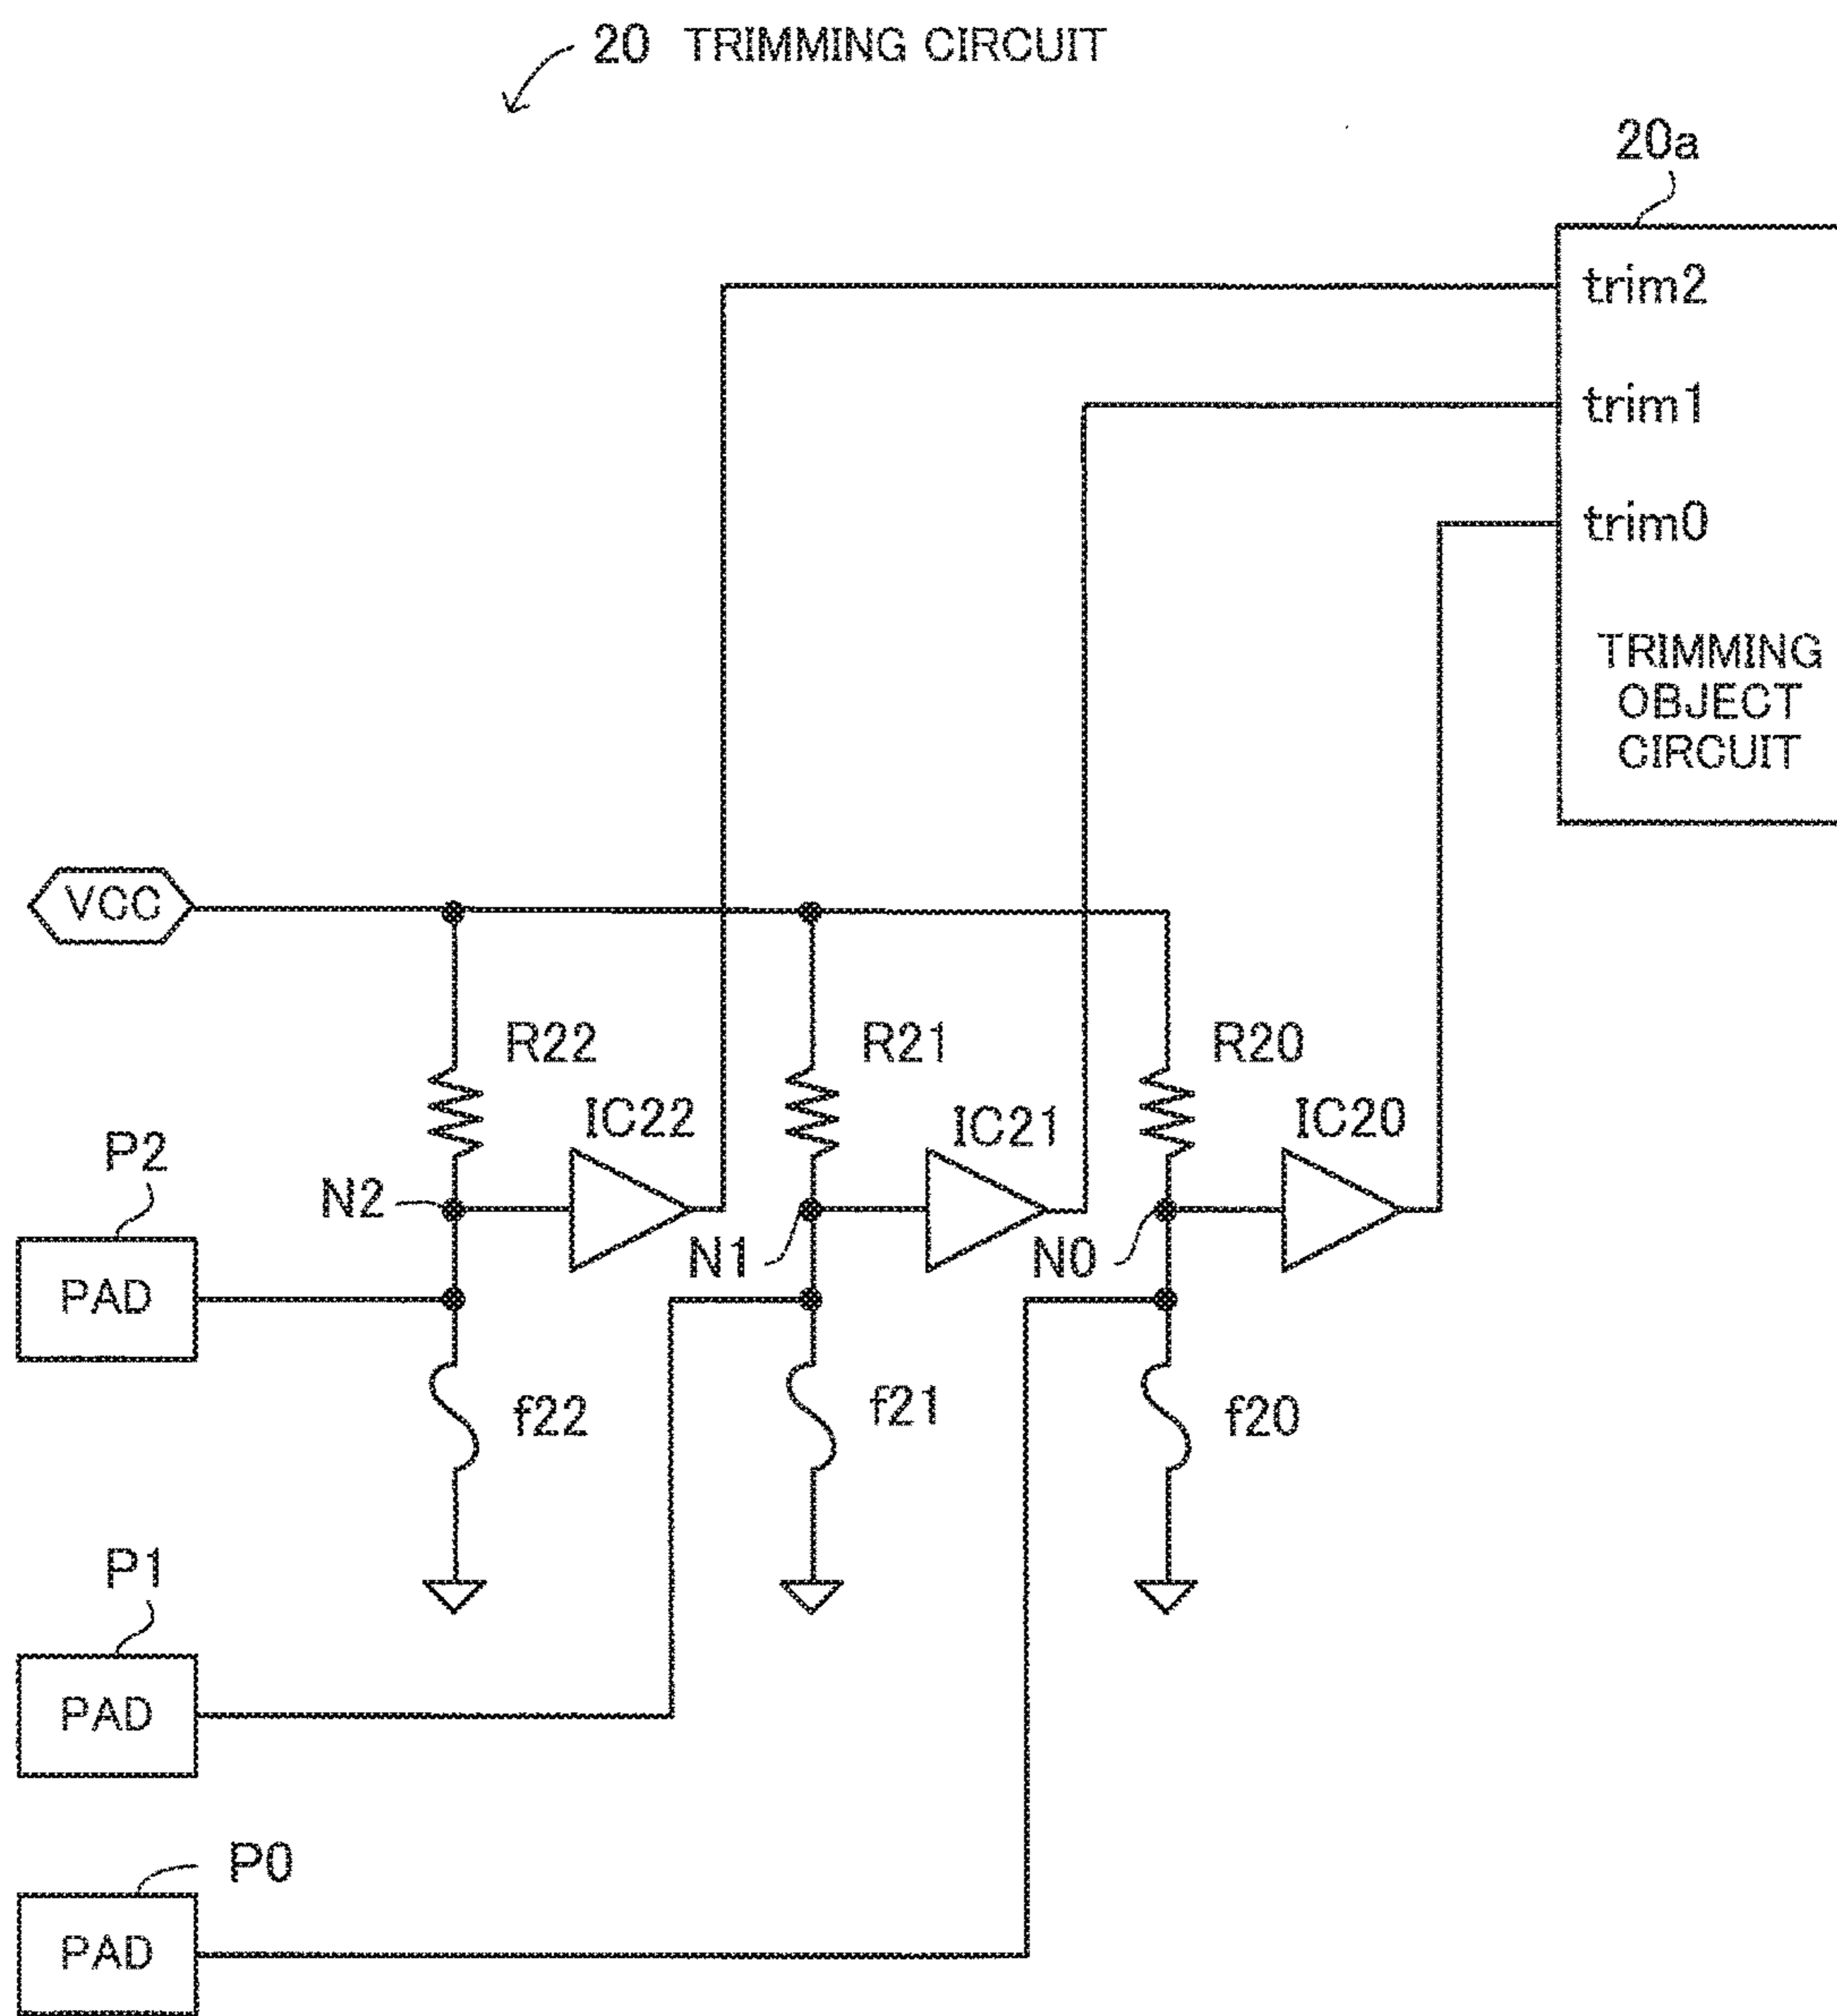 20 TRIMMING CIRCUIT
20a
trim2
trim1
trim0
TRIMMING
OBJECT
CIRCUIT
VCC
R22
R21
R20
IC22
IC21
IC20
P2
N2
N1
N0
PAD
f22
f21
f20
P1
PAD
P0
PAD